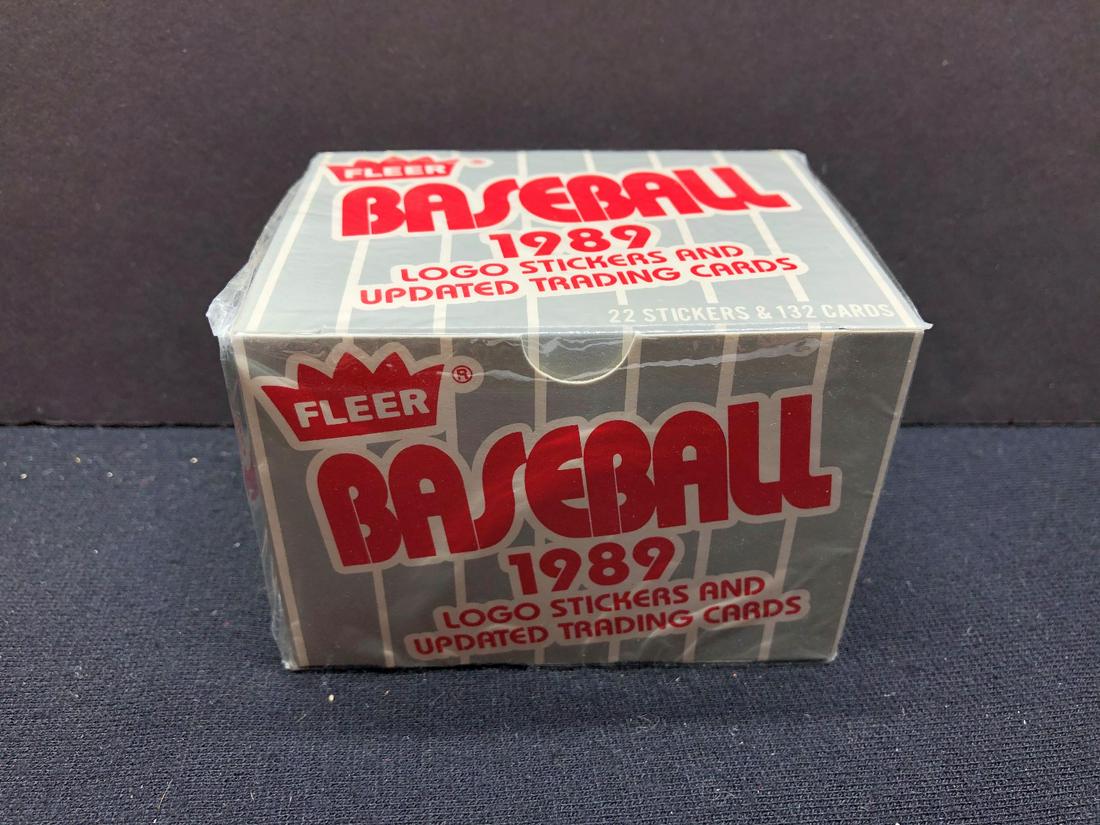 FLEER ®
BASEBALL
1989
LOGO STICKERS AND
UPDATED TRADING CARDS
22 STICKERS & 132 CARDS
FLEER ®
BASEBALL
1989
LOGO STICKERS AND
UPDATED TRADING CARDS